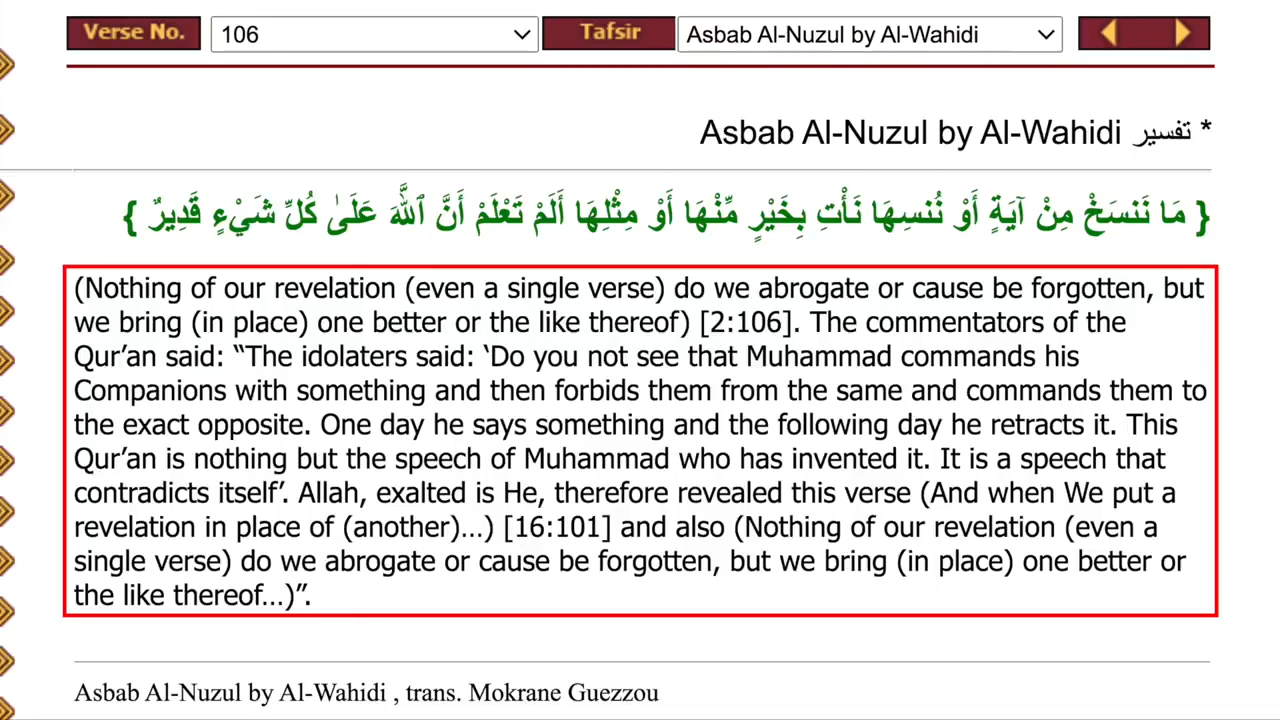 Verse No. 106 Tafsir Asbab Al-Nuzul by Al-Wahidi
* تفسير Asbab Al-Nuzul by Al-Wahidi
{ مَا نَنسَخْ مِنْ آيَةٍ أَوْ نُنسِهَا نَأْتِ بِخَيْرٍ مِّنْهَا أَوْ مِثْلِهَا أَلَمْ تَعْلَمْ أَنَّ ٱللَّهَ عَلَىٰ كُلِّ شَيْءٍ قَدِيرٌ }
(Nothing of our revelation (even a single verse) do we abrogate or cause be forgotten, but
we bring (in place) one better or the like thereof) [2:106]. The commentators of the
Qur’an said: “The idolaters said: ‘Do you not see that Muhammad commands his
Companions with something and then forbids them from the same and commands them to
the exact opposite. One day he says something and the following day he retracts it. This
Qur’an is nothing but the speech of Muhammad who has invented it. It is a speech that
contradicts itself’. Allah, exalted is He, therefore revealed this verse (And when We put a
revelation in place of (another)…) [16:101] and also (Nothing of our revelation (even a
single verse) do we abrogate or cause be forgotten, but we bring (in place) one better or
the like thereof…)”.
Asbab Al-Nuzul by Al-Wahidi , trans. Mokrane Guezzou